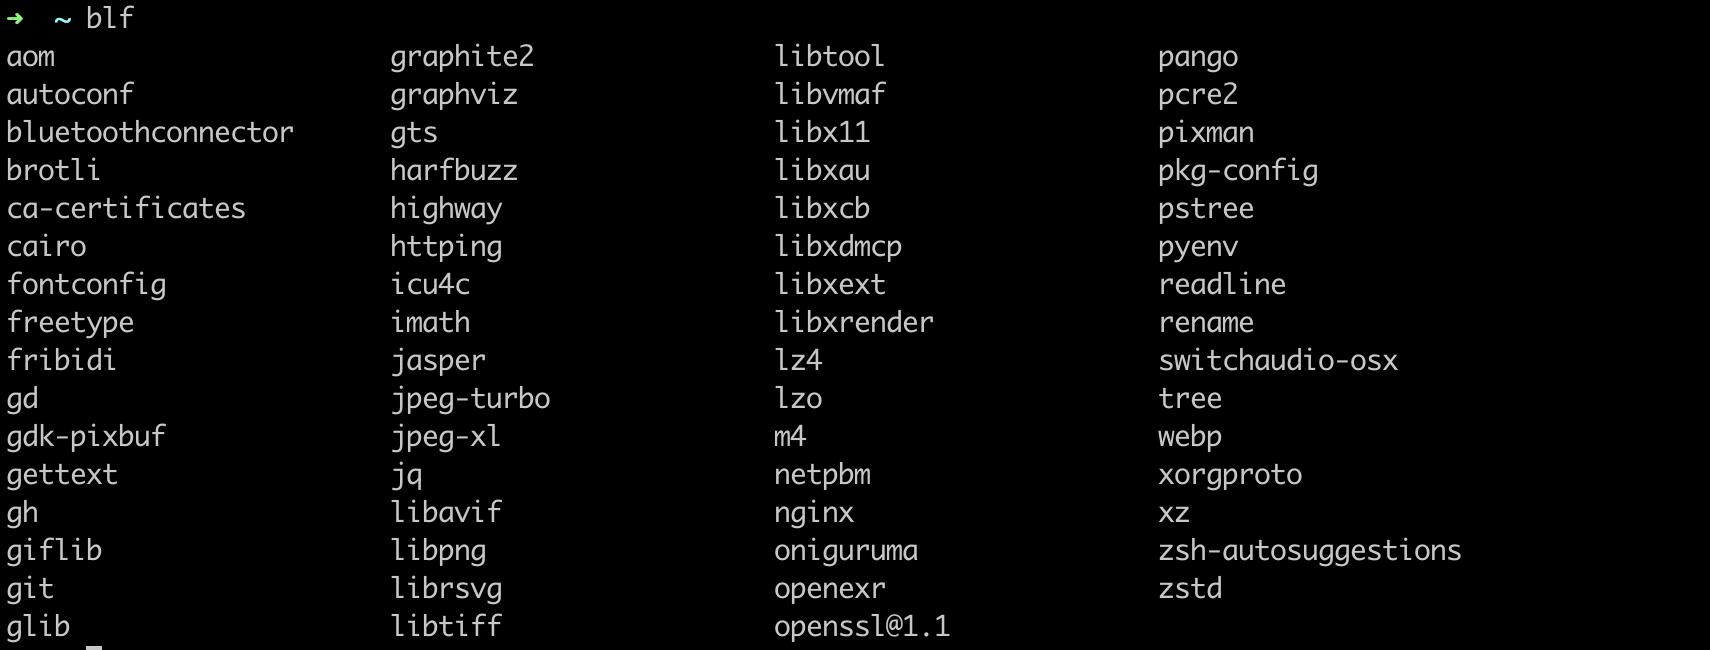 ➜ ~ blf
aom graphite2 libtool pango
autoconf graphviz libvmaf pcre2
bluetoothconnector gts libx11 pixman
brotli harfbuzz libxau pkg-config
ca-certificates highway libxcb pstree
cairo httping libxdmcp pyenv
fontconfig icu4c libxext readline
freetype imath libxrender rename
fribidi jasper lz4 switchaudio-osx
gd jpeg-turbo lzo tree
gdk-pixbuf jpeg-xl m4 webp
gettext jq netpbm xorgproto
gh libavif nginx xz
giflib libpng oniguruma zsh-autosuggestions
git librsvg openexr zstd
glib libtiff openssl@1.1